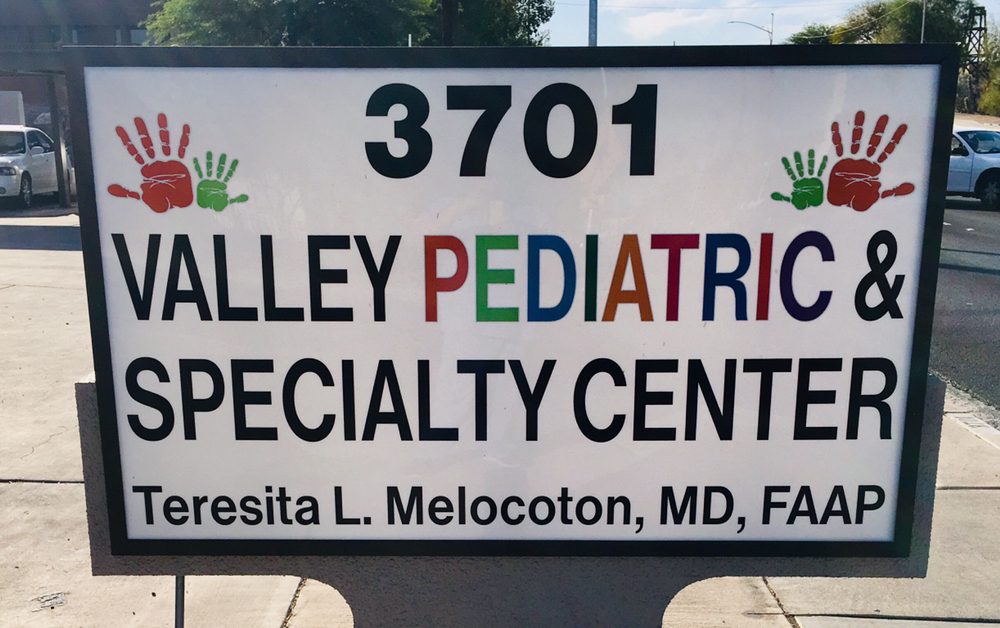 3701
VALLEY PEDIATRIC &
SPECIALTY CENTER
Teresita L. Melocoton, MD, FAAP